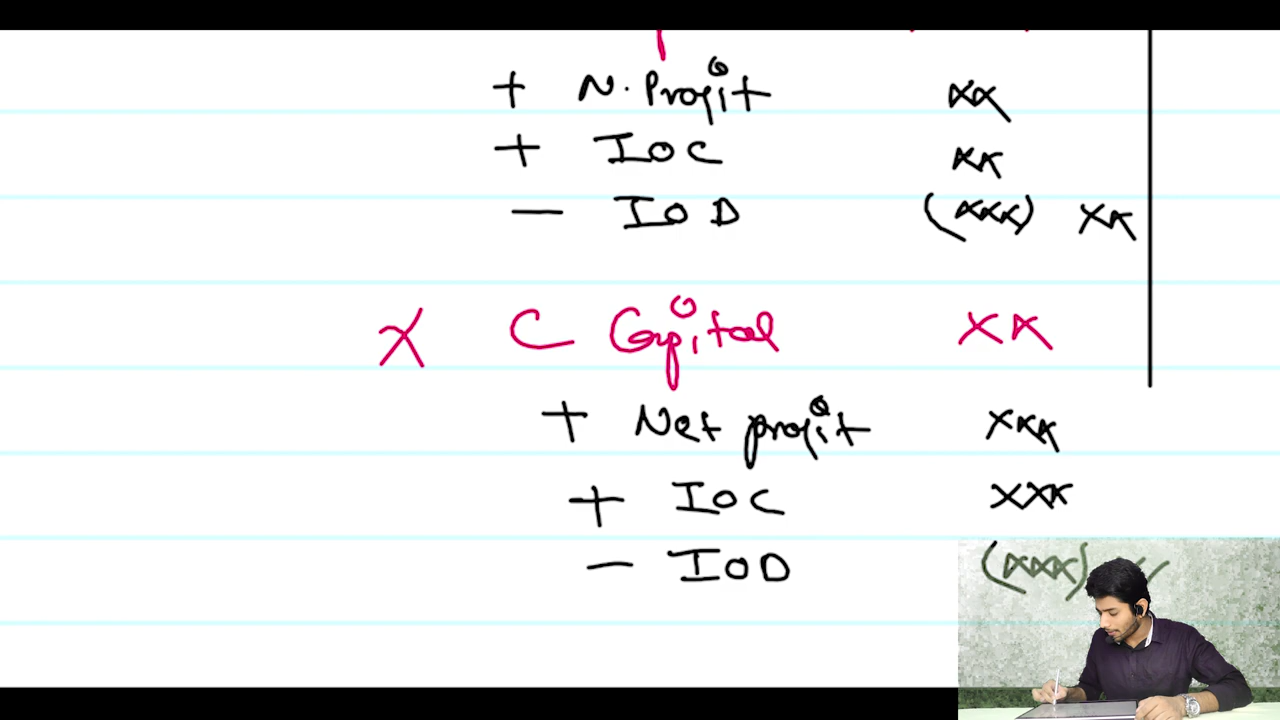 + N. Profit xx
+ IOC xx
- IOD (xxx) xx
X C Capital xx
+ Net profit xxx
+ IOC xxx
- IOD (xxx)